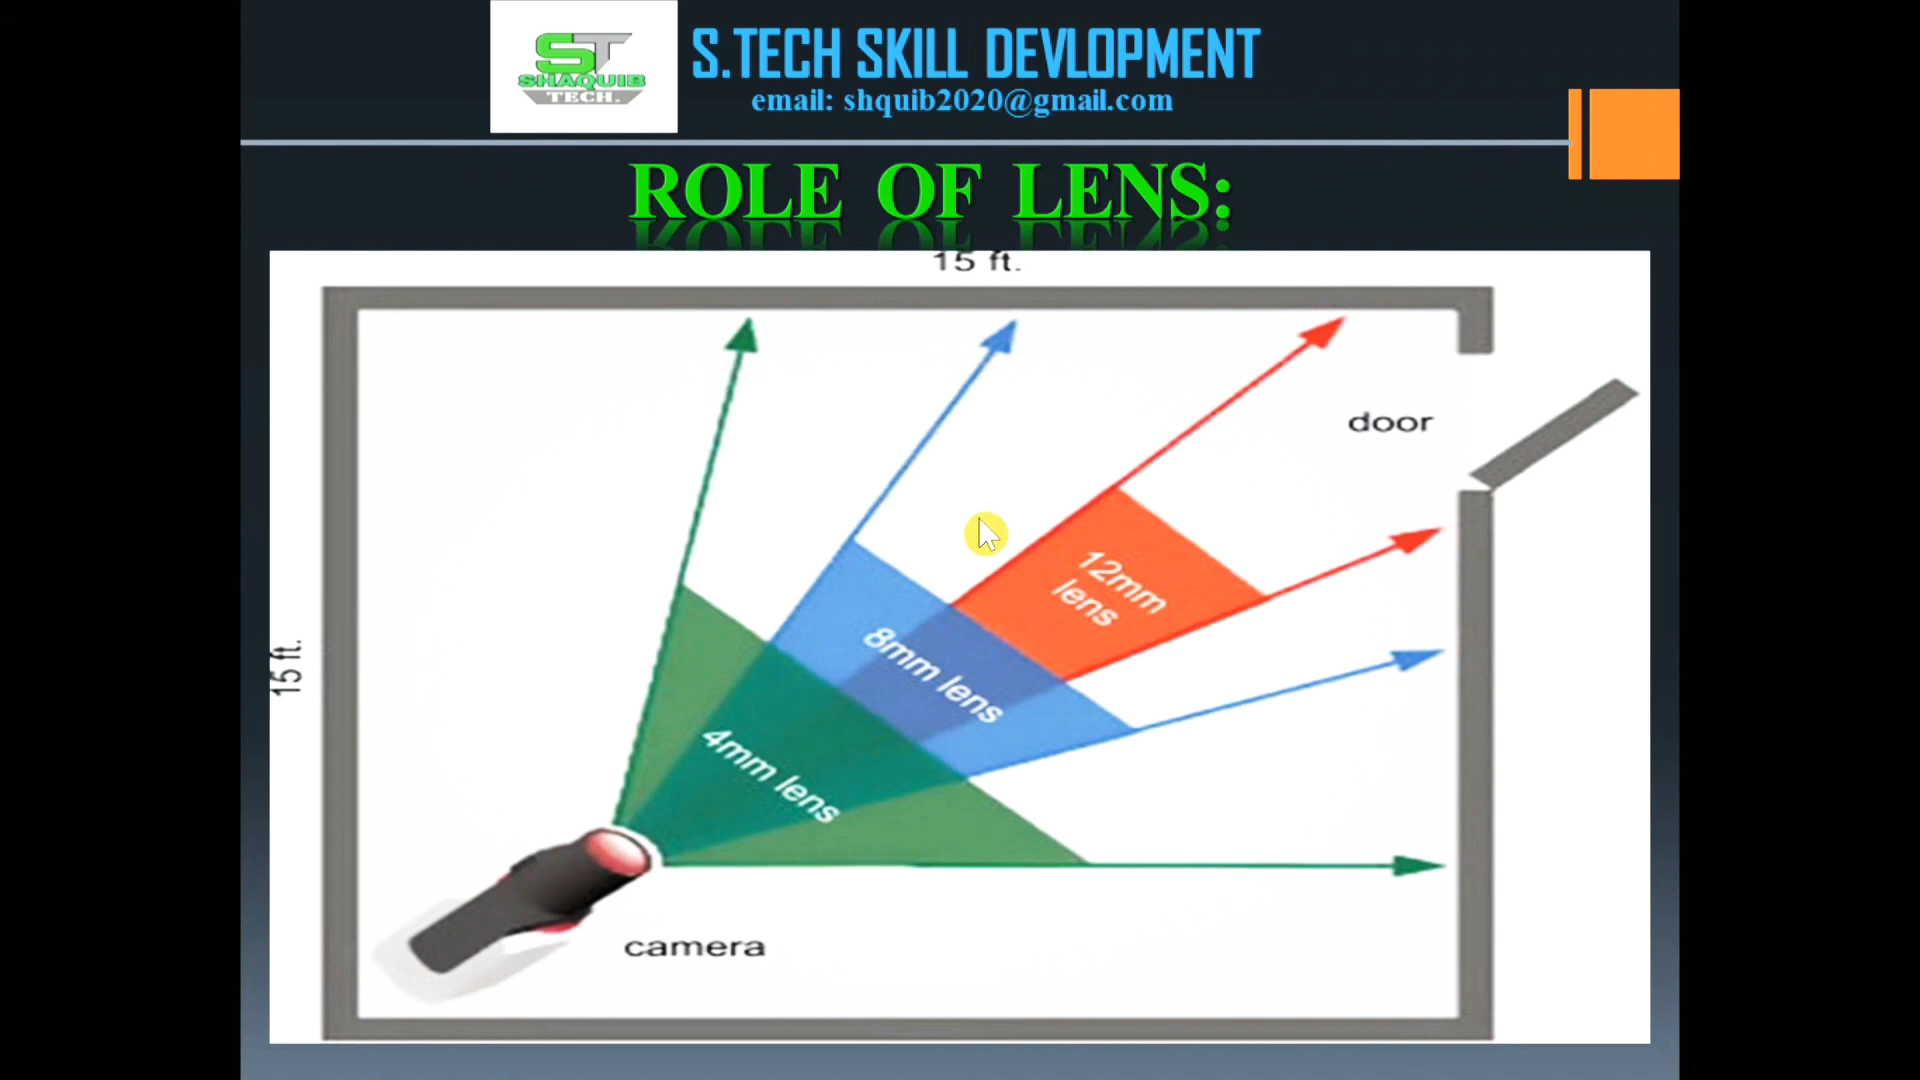 ST
SHAQUIB
TECH.
S.TECH SKILL DEVLOPMENT
email: shquib2020@gmail.com
ROLE OF LENS:
15 ft.
door
12mm
lens
8mm lens
15 ft.
4mm lens
camera